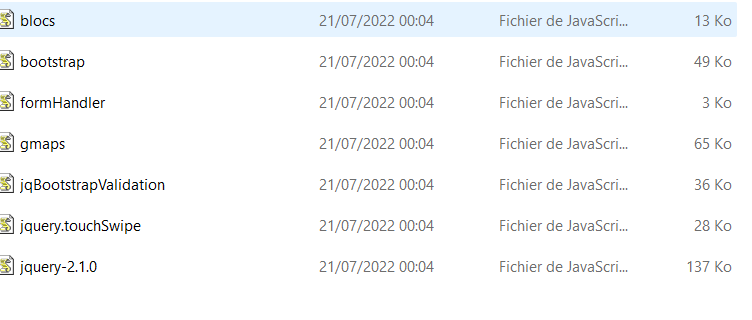 blocs 21/07/2022 00:04 Fichier de JavaScri... 13 Ko
bootstrap 21/07/2022 00:04 Fichier de JavaScri... 49 Ko
formHandler 21/07/2022 00:04 Fichier de JavaScri... 3 Ko
gmaps 21/07/2022 00:04 Fichier de JavaScri... 65 Ko
jqBootstrapValidation 21/07/2022 00:04 Fichier de JavaScri... 36 Ko
jquery.touchSwipe 21/07/2022 00:04 Fichier de JavaScri... 28 Ko
jquery-2.1.0 21/07/2022 00:04 Fichier de JavaScri... 137 Ko